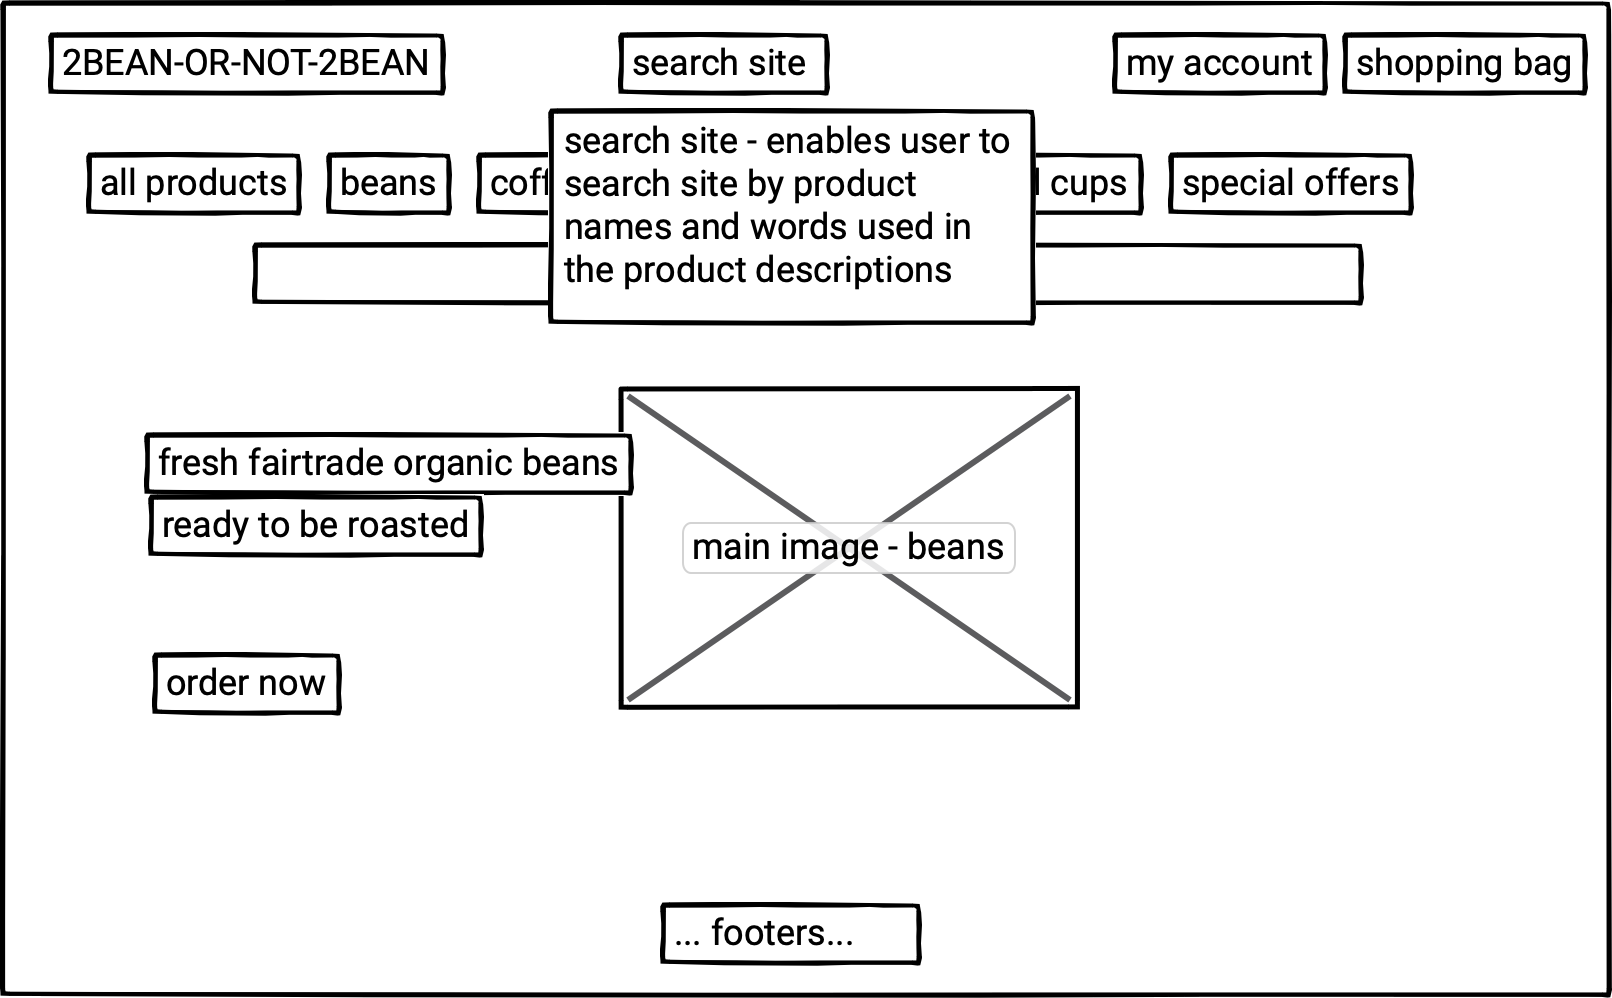 2BEAN-OR-NOT-2BEAN search site my account shopping bag
search site - enables user to
search site by product
names and words used in
the product descriptions
all products beans cups special offers
fresh fairtrade organic beans
ready to be roasted
main image - beans
order now
... footers...